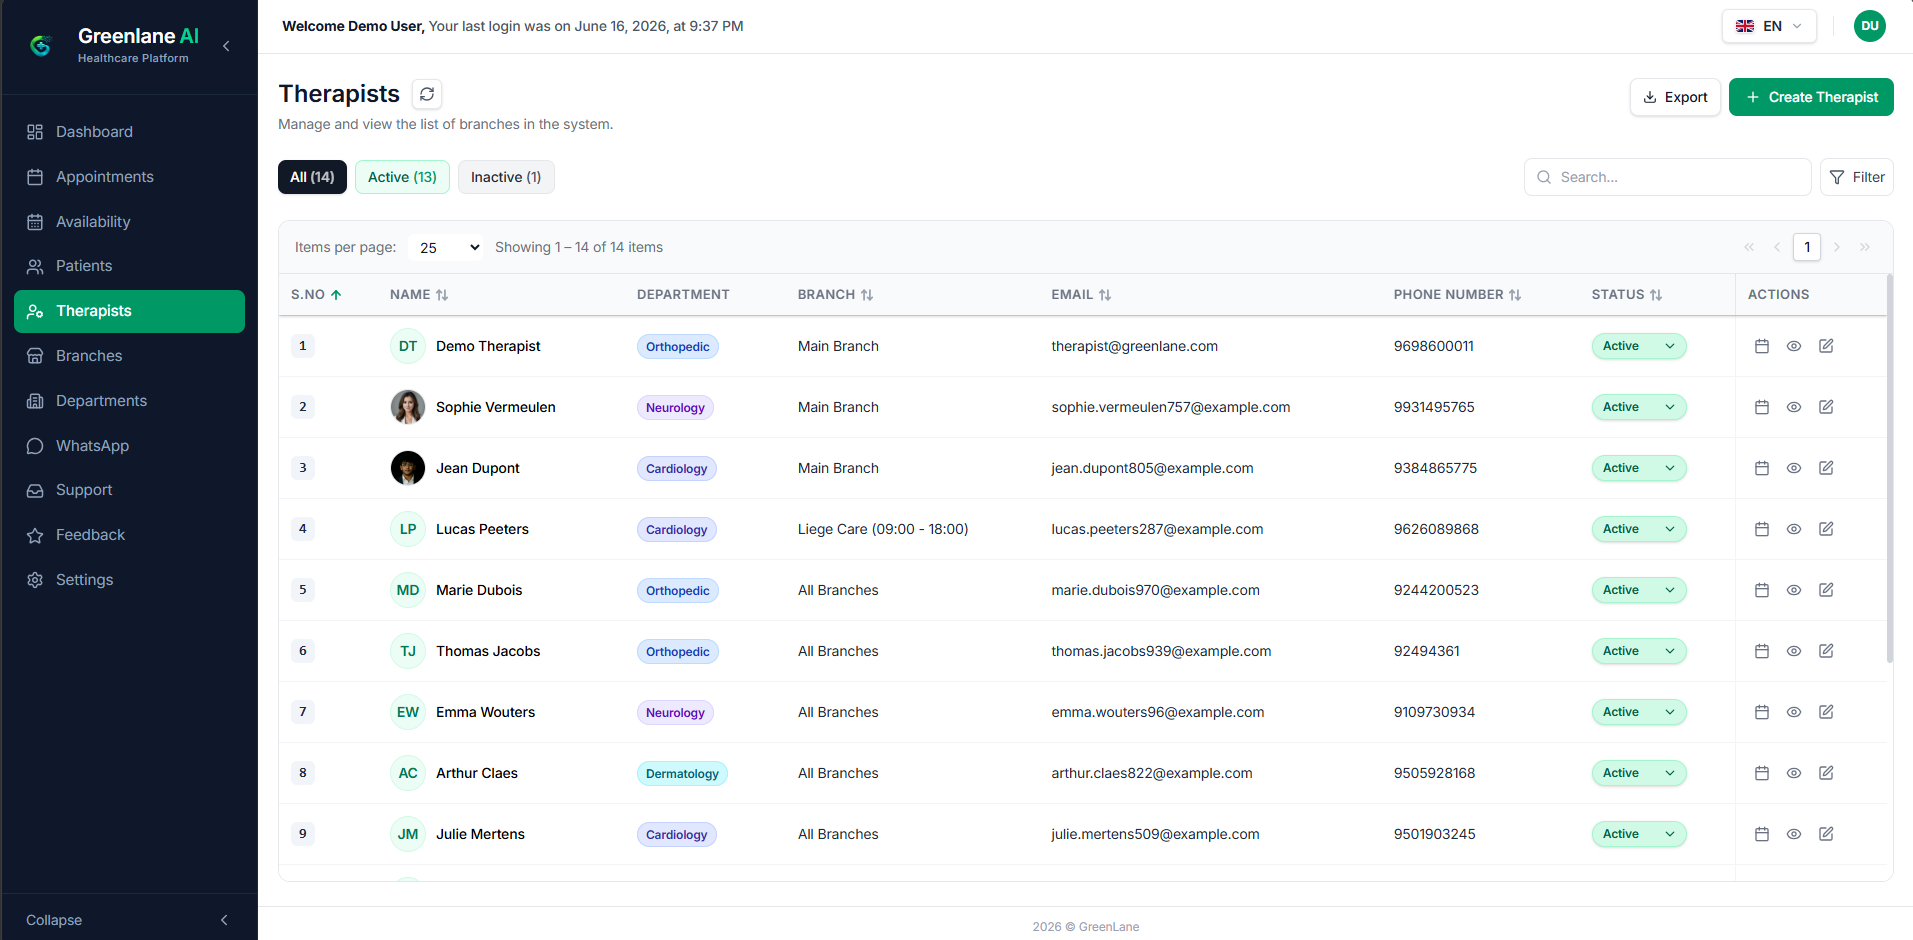 Greenlane AI
Healthcare Platform
Dashboard
Appointments
Availability
Patients
Therapists
Branches
Departments
WhatsApp
Support
Feedback
Settings
Collapse
Welcome Demo User, Your last login was on June 16, 2026, at 9:37 PM
EN
DU
Therapists
Manage and view the list of branches in the system.
Export
+ Create Therapist
All (14) Active (13) Inactive (1)
Search...
Filter
Items per page: 25 Showing 1 – 14 of 14 items
1
S.NO NAME DEPARTMENT BRANCH EMAIL PHONE NUMBER STATUS ACTIONS
1 DT Demo Therapist Orthopedic Main Branch therapist@greenlane.com 9698600011 Active
2 Sophie Vermeulen Neurology Main Branch sophie.vermeulen757@example.com 9931495765 Active
3 Jean Dupont Cardiology Main Branch jean.dupont805@example.com 9384865775 Active
4 LP Lucas Peeters Cardiology Liege Care (09:00 - 18:00) lucas.peeters287@example.com 9626089868 Active
5 MD Marie Dubois Orthopedic All Branches marie.dubois970@example.com 9244200523 Active
6 TJ Thomas Jacobs Orthopedic All Branches thomas.jacobs939@example.com 92494361 Active
7 EW Emma Wouters Neurology All Branches emma.wouters96@example.com 9109730934 Active
8 AC Arthur Claes Dermatology All Branches arthur.claes822@example.com 9505928168 Active
9 JM Julie Mertens Cardiology All Branches julie.mertens509@example.com 9501903245 Active
2026 © GreenLane